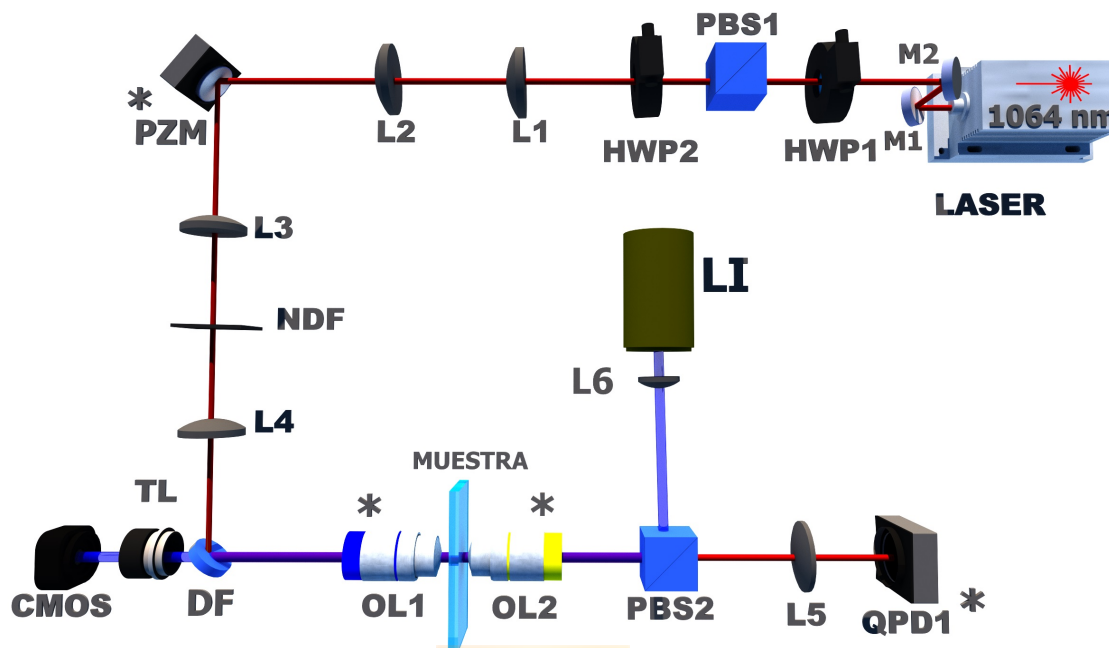 PBS1
M2
1064 nm
* PZM
L2
L1
HWP2
HWP1
M1
LASER
L3
LI
NDF
L6
L4
MUESTRA
TL
*
*
CMOS
DF
OL1
OL2
PBS2
L5
QPD1 *